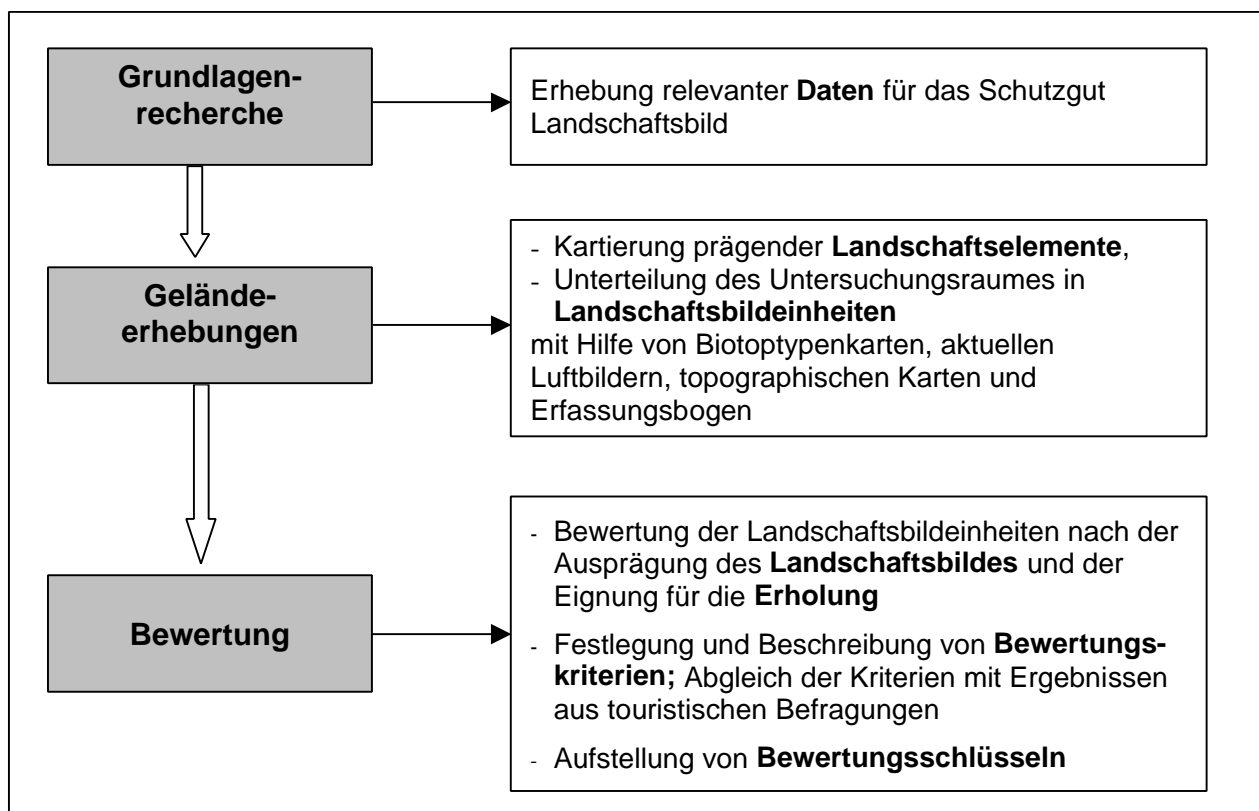 Grundlagen-
recherche
Erhebung relevanter Daten für das Schutzgut
Landschaftsbild
Gelände-
erhebungen
- Kartierung prägender Landschaftselemente,
- Unterteilung des Untersuchungsraumes in
Landschaftsbildeinheiten
mit Hilfe von Biotoptypenkarten, aktuellen
Luftbildern, topographischen Karten und
Erfassungsbogen
Bewertung
- Bewertung der Landschaftsbildeinheiten nach der
Ausprägung des Landschaftsbildes und der
Eignung für die Erholung
- Festlegung und Beschreibung von Bewertungs-
kriterien; Abgleich der Kriterien mit Ergebnissen
aus touristischen Befragungen
- Aufstellung von Bewertungsschlüsseln